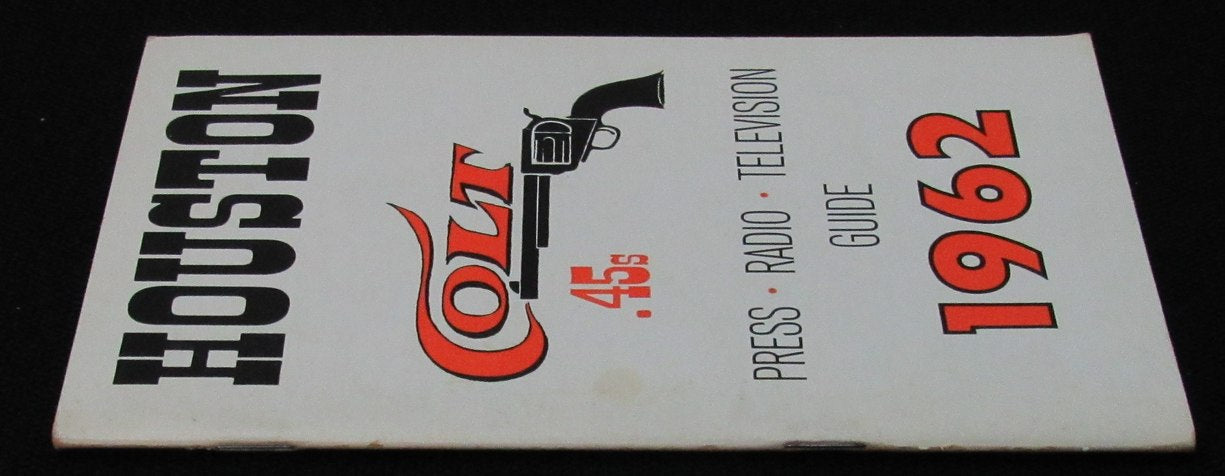 HOUSTON
COLT
.45s
PRESS • RADIO • TELEVISION
GUIDE
1962